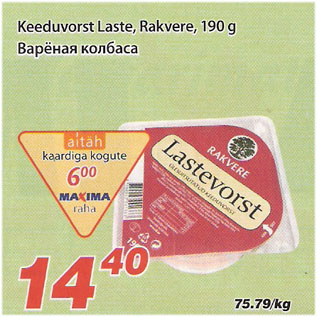 Keeduvorst Laste, Rakvere, 190 g
Варёная колбаса
aitäh
kaardiga kogute
6 00
MAXIMA
raha
RAKVERE
Lastevorst
14 40
75.79/kg